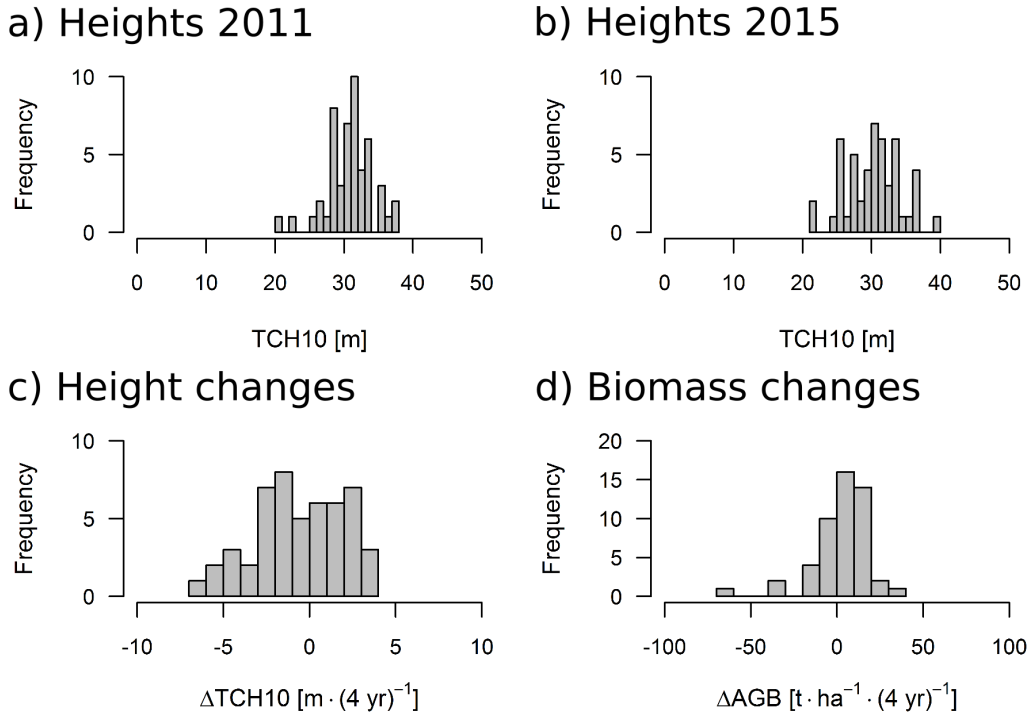 a) Heights 2011
10
5
0
Frequency
0 10 20 30 40 50
TCH10 [m]
b) Heights 2015
10
5
0
Frequency
0 10 20 30 40 50
TCH10 [m]
c) Height changes
10
5
0
Frequency
-10 -5 0 5 10
ΔTCH10 [m · (4 yr)⁻¹]
d) Biomass changes
20
15
10
5
0
Frequency
-100 -50 0 50 100
ΔAGB [t · ha⁻¹ · (4 yr)⁻¹]